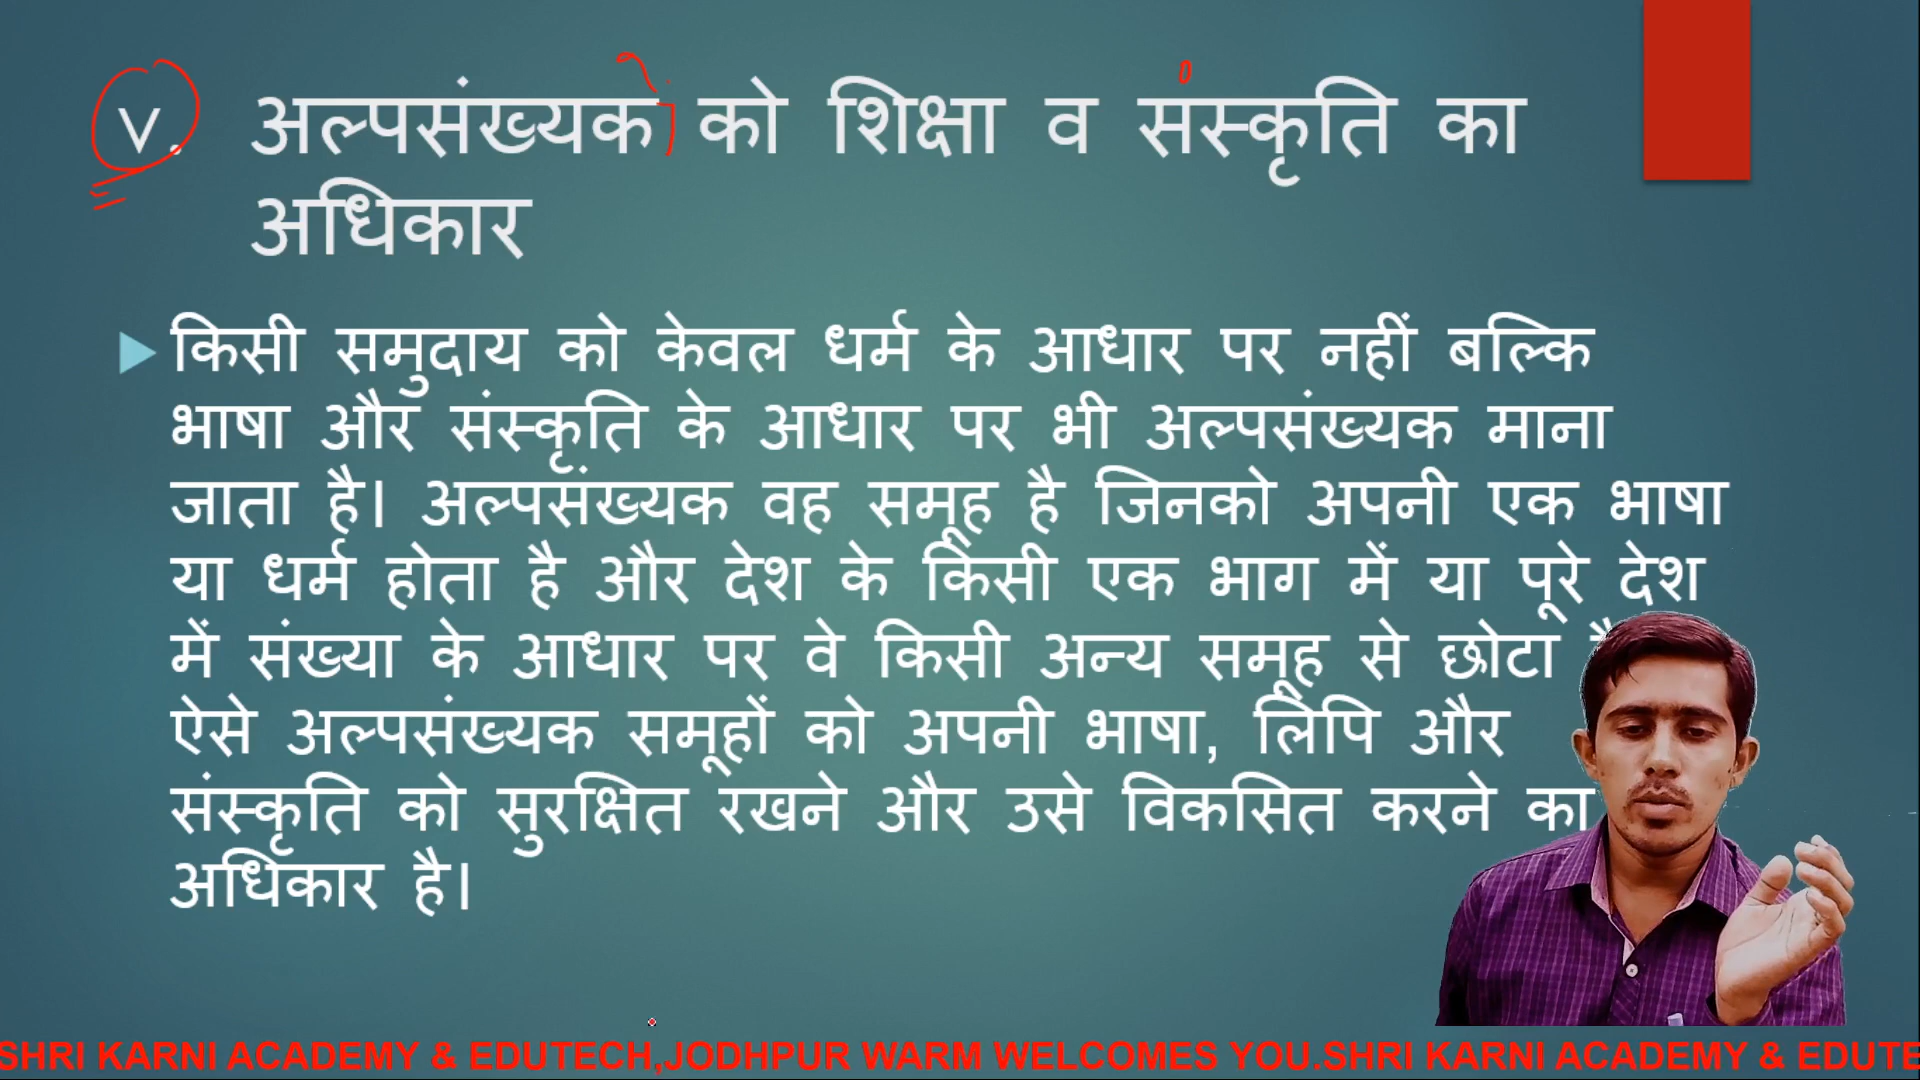 v. अल्पसंख्यक को शिक्षा व संस्कृति का
अधिकार
किसी समुदाय को केवल धर्म के आधार पर नहीं बल्कि
भाषा और संस्कृति के आधार पर भी अल्पसंख्यक माना
जाता है। अल्पसंख्यक वह समूह है जिनको अपनी एक भाषा
या धर्म होता है और देश के किसी एक भाग में या पूरे देश
में संख्या के आधार पर वे किसी अन्य समूह से छोटा
ऐसे अल्पसंख्यक समूहों को अपनी भाषा, लिपि और
संस्कृति को सुरक्षित रखने और उसे विकसित करने का
अधिकार है।
SHRI KARNI ACADEMY & EDUTECH,JODHPUR WARM WELCOMES YOU.SHRI KARNI ACADEMY & EDUTE